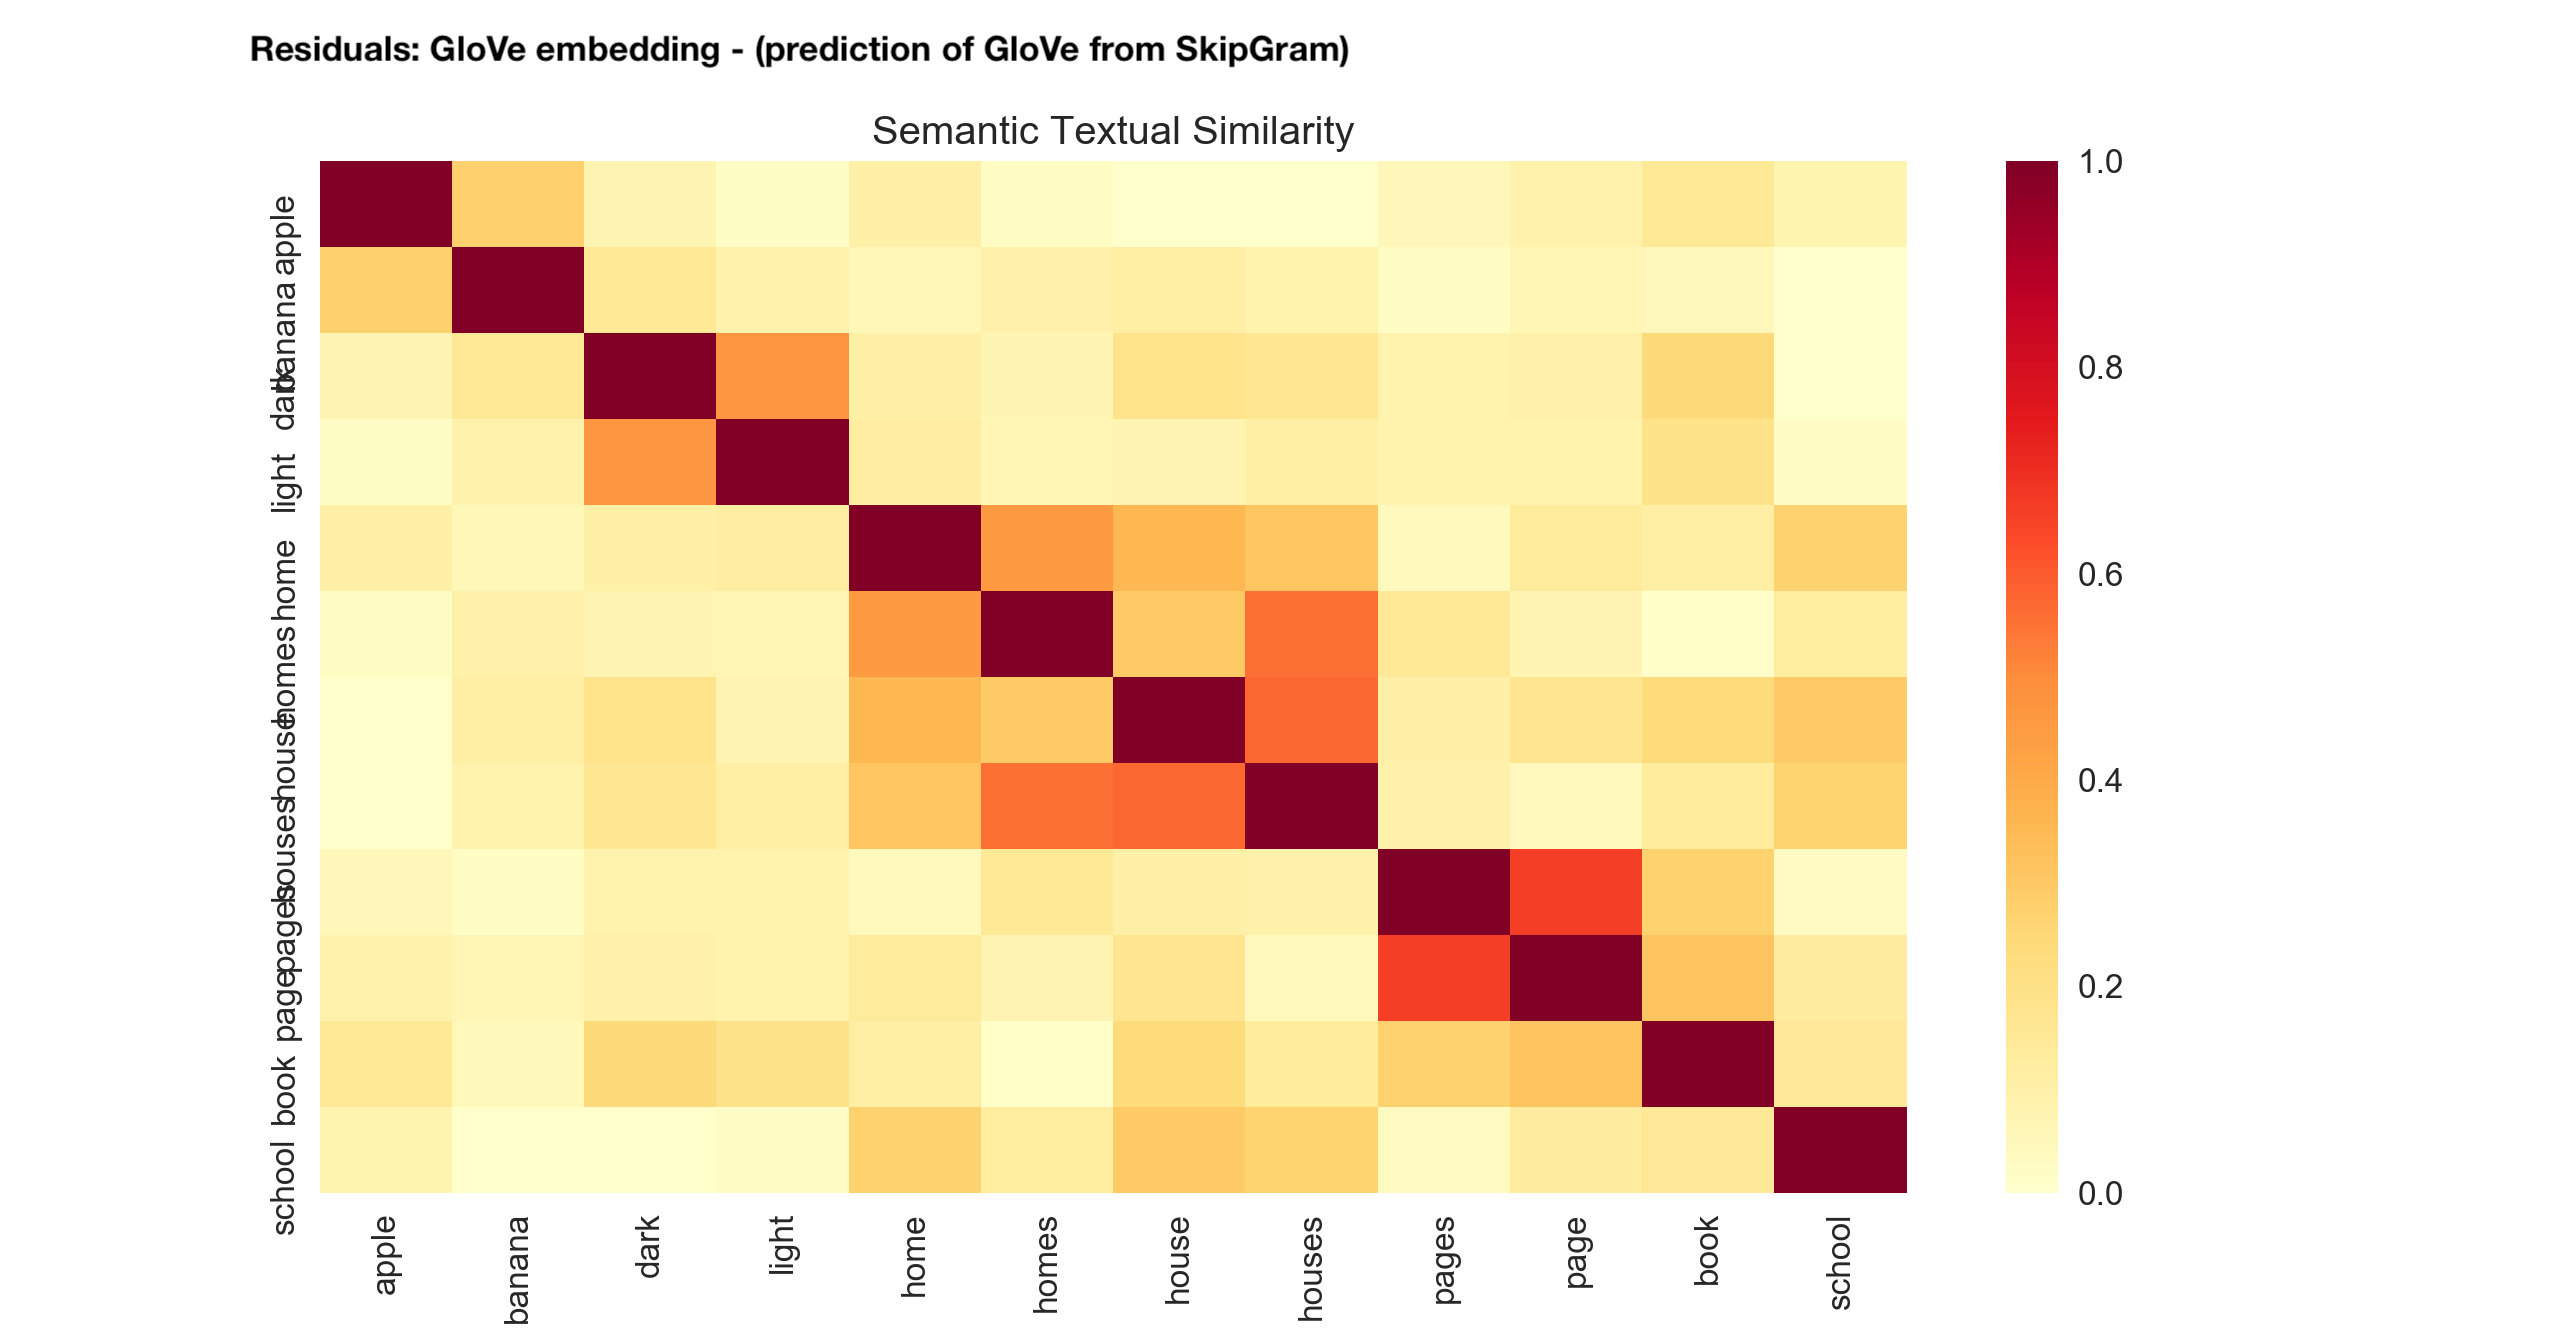 Residuals: GloVe embedding - (prediction of GloVe from SkipGram)
Semantic Textual Similarity
apple
banana
dark
light
home
homes
house
houses
pages
page
book
school
1.0
0.8
0.6
0.4
0.2
0.0
apple
banana
dark
light
home
homes
house
houses
pages
page
book
school